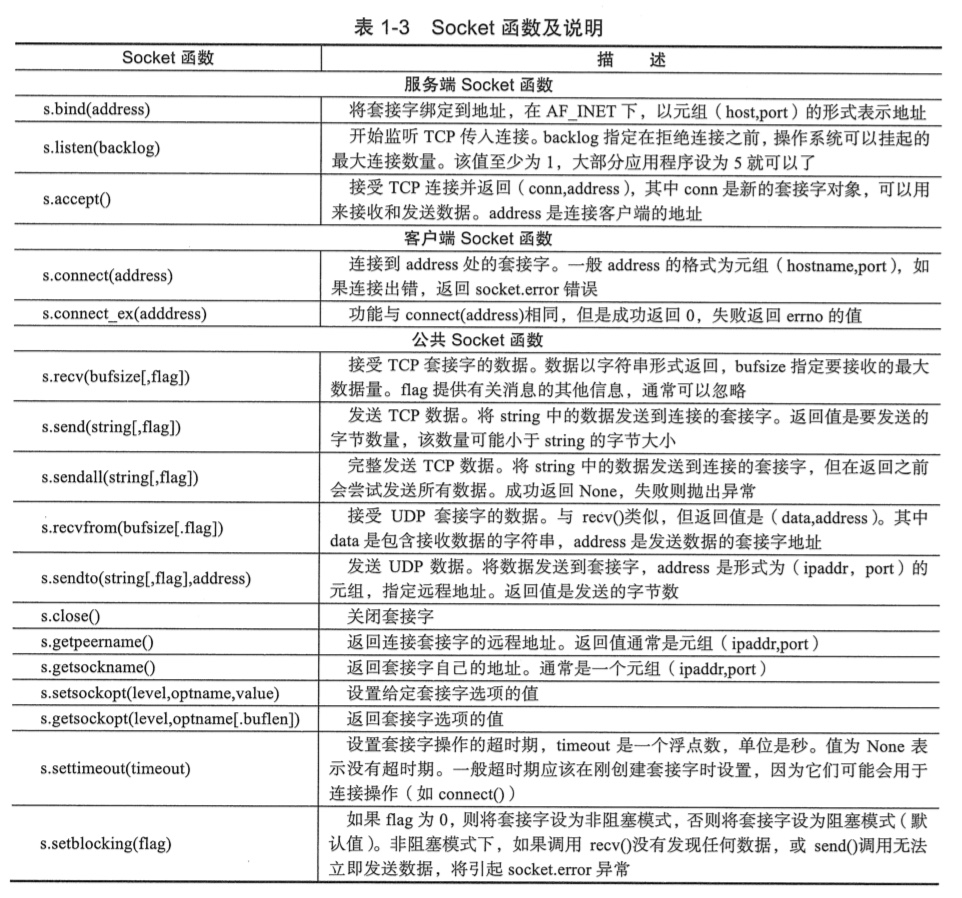 表 1-3 Socket 函数及说明
Socket 函数 描 述
服务端 Socket 函数
s.bind(address) 将套接字绑定到地址，在 AF_INET 下，以元组（host,port）的形式表示地址
s.listen(backlog) 开始监听 TCP 传入连接。backlog 指定在拒绝连接之前，操作系统可以挂起的
最大连接数量。该值至少为 1，大部分应用程序设为 5 就可以了
s.accept() 接受 TCP 连接并返回（conn,address），其中 conn 是新的套接字对象，可以用
来接收和发送数据。address 是连接客户端的地址
客户端 Socket 函数
s.connect(address) 连接到 address 处的套接字。一般 address 的格式为元组（hostname,port），如
果连接出错，返回 socket.error 错误
s.connect_ex(adddress) 功能与 connect(address)相同，但是成功返回 0，失败返回 errno 的值
公共 Socket 函数
s.recv(bufsize[,flag]) 接受 TCP 套接字的数据。数据以字符串形式返回，bufsize 指定要接收的最大
数据量。flag 提供有关消息的其他信息，通常可以忽略
s.send(string[,flag]) 发送 TCP 数据。将 string 中的数据发送到连接的套接字。返回值是要发送的
字节数量，该数量可能小于 string 的字节大小
s.sendall(string[,flag]) 完整发送 TCP 数据。将 string 中的数据发送到连接的套接字，但在返回之前
会尝试发送所有数据。成功返回 None，失败则抛出异常
s.recvfrom(bufsize[.flag]) 接受 UDP 套接字的数据。与 recv()类似，但返回值是（data,address）。其中
data 是包含接收数据的字符串，address 是发送数据的套接字地址
s.sendto(string[,flag],address) 发送 UDP 数据。将数据发送到套接字，address 是形式为（ipaddr，port）的
元组，指定远程地址。返回值是发送的字节数
s.close() 关闭套接字
s.getpeername() 返回连接套接字的远程地址。返回值通常是元组（ipaddr,port）
s.getsockname() 返回套接字自己的地址。通常是一个元组（ipaddr,port）
s.setsockopt(level,optname,value) 设置给定套接字选项的值
s.getsockopt(level,optname[.buflen]) 返回套接字选项的值
s.settimeout(timeout) 设置套接字操作的超时期，timeout 是一个浮点数，单位是秒。值为 None 表
示没有超时期。一般超时期应该在刚创建套接字时设置，因为它们可能会用于
连接操作（如 connect()）
s.setblocking(flag) 如果 flag 为 0，则将套接字设为非阻塞模式，否则将套接字设为阻塞模式（默
认值）。非阻塞模式下，如果调用 recv()没有发现任何数据，或 send()调用无法
立即发送数据，将引起 socket.error 异常